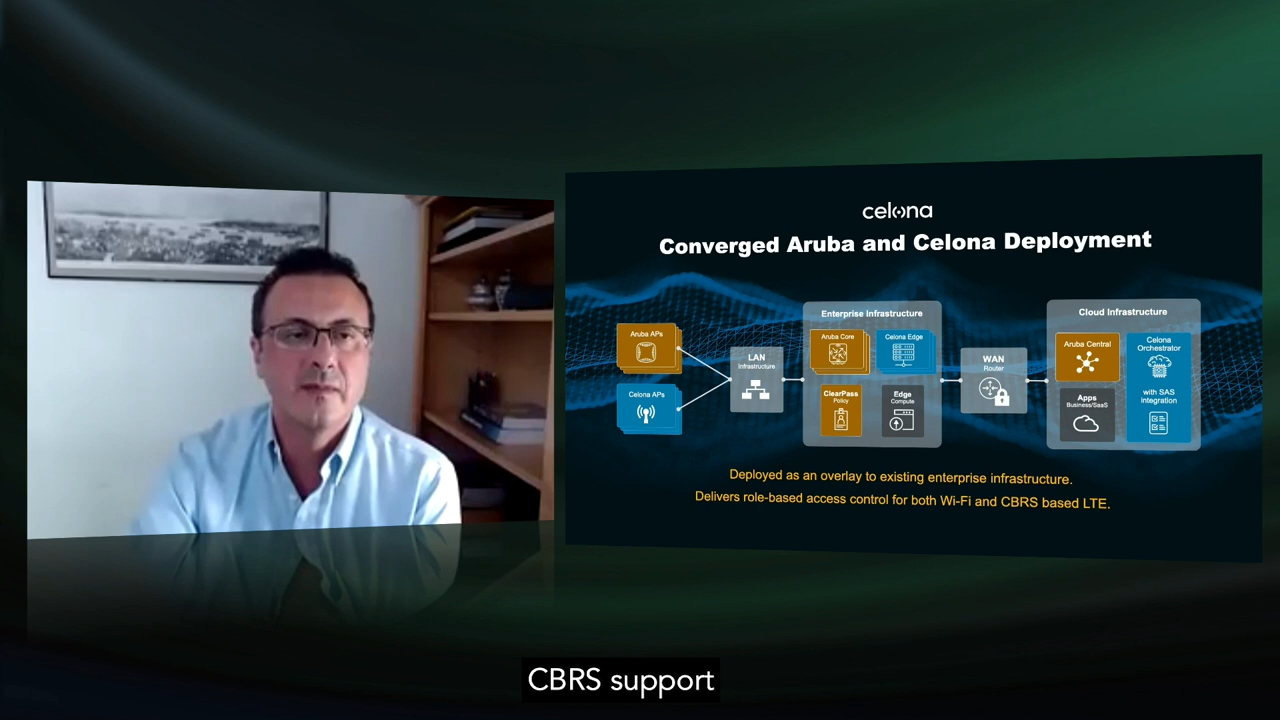 celona
Converged Aruba and Celona Deployment
Aruba APs
Celona APs
LAN
Infrastructure
Enterprise Infrastructure
Aruba Core
Celona Edge
ClearPass
Policy
Edge
Compute
WAN
Router
Cloud Infrastructure
Aruba Central
Apps
Business/SaaS
Celona
Orchestrator
with SAS
Integration
Deployed as an overlay to existing enterprise infrastructure.
Delivers role-based access control for both Wi-Fi and CBRS based LTE.
CBRS support